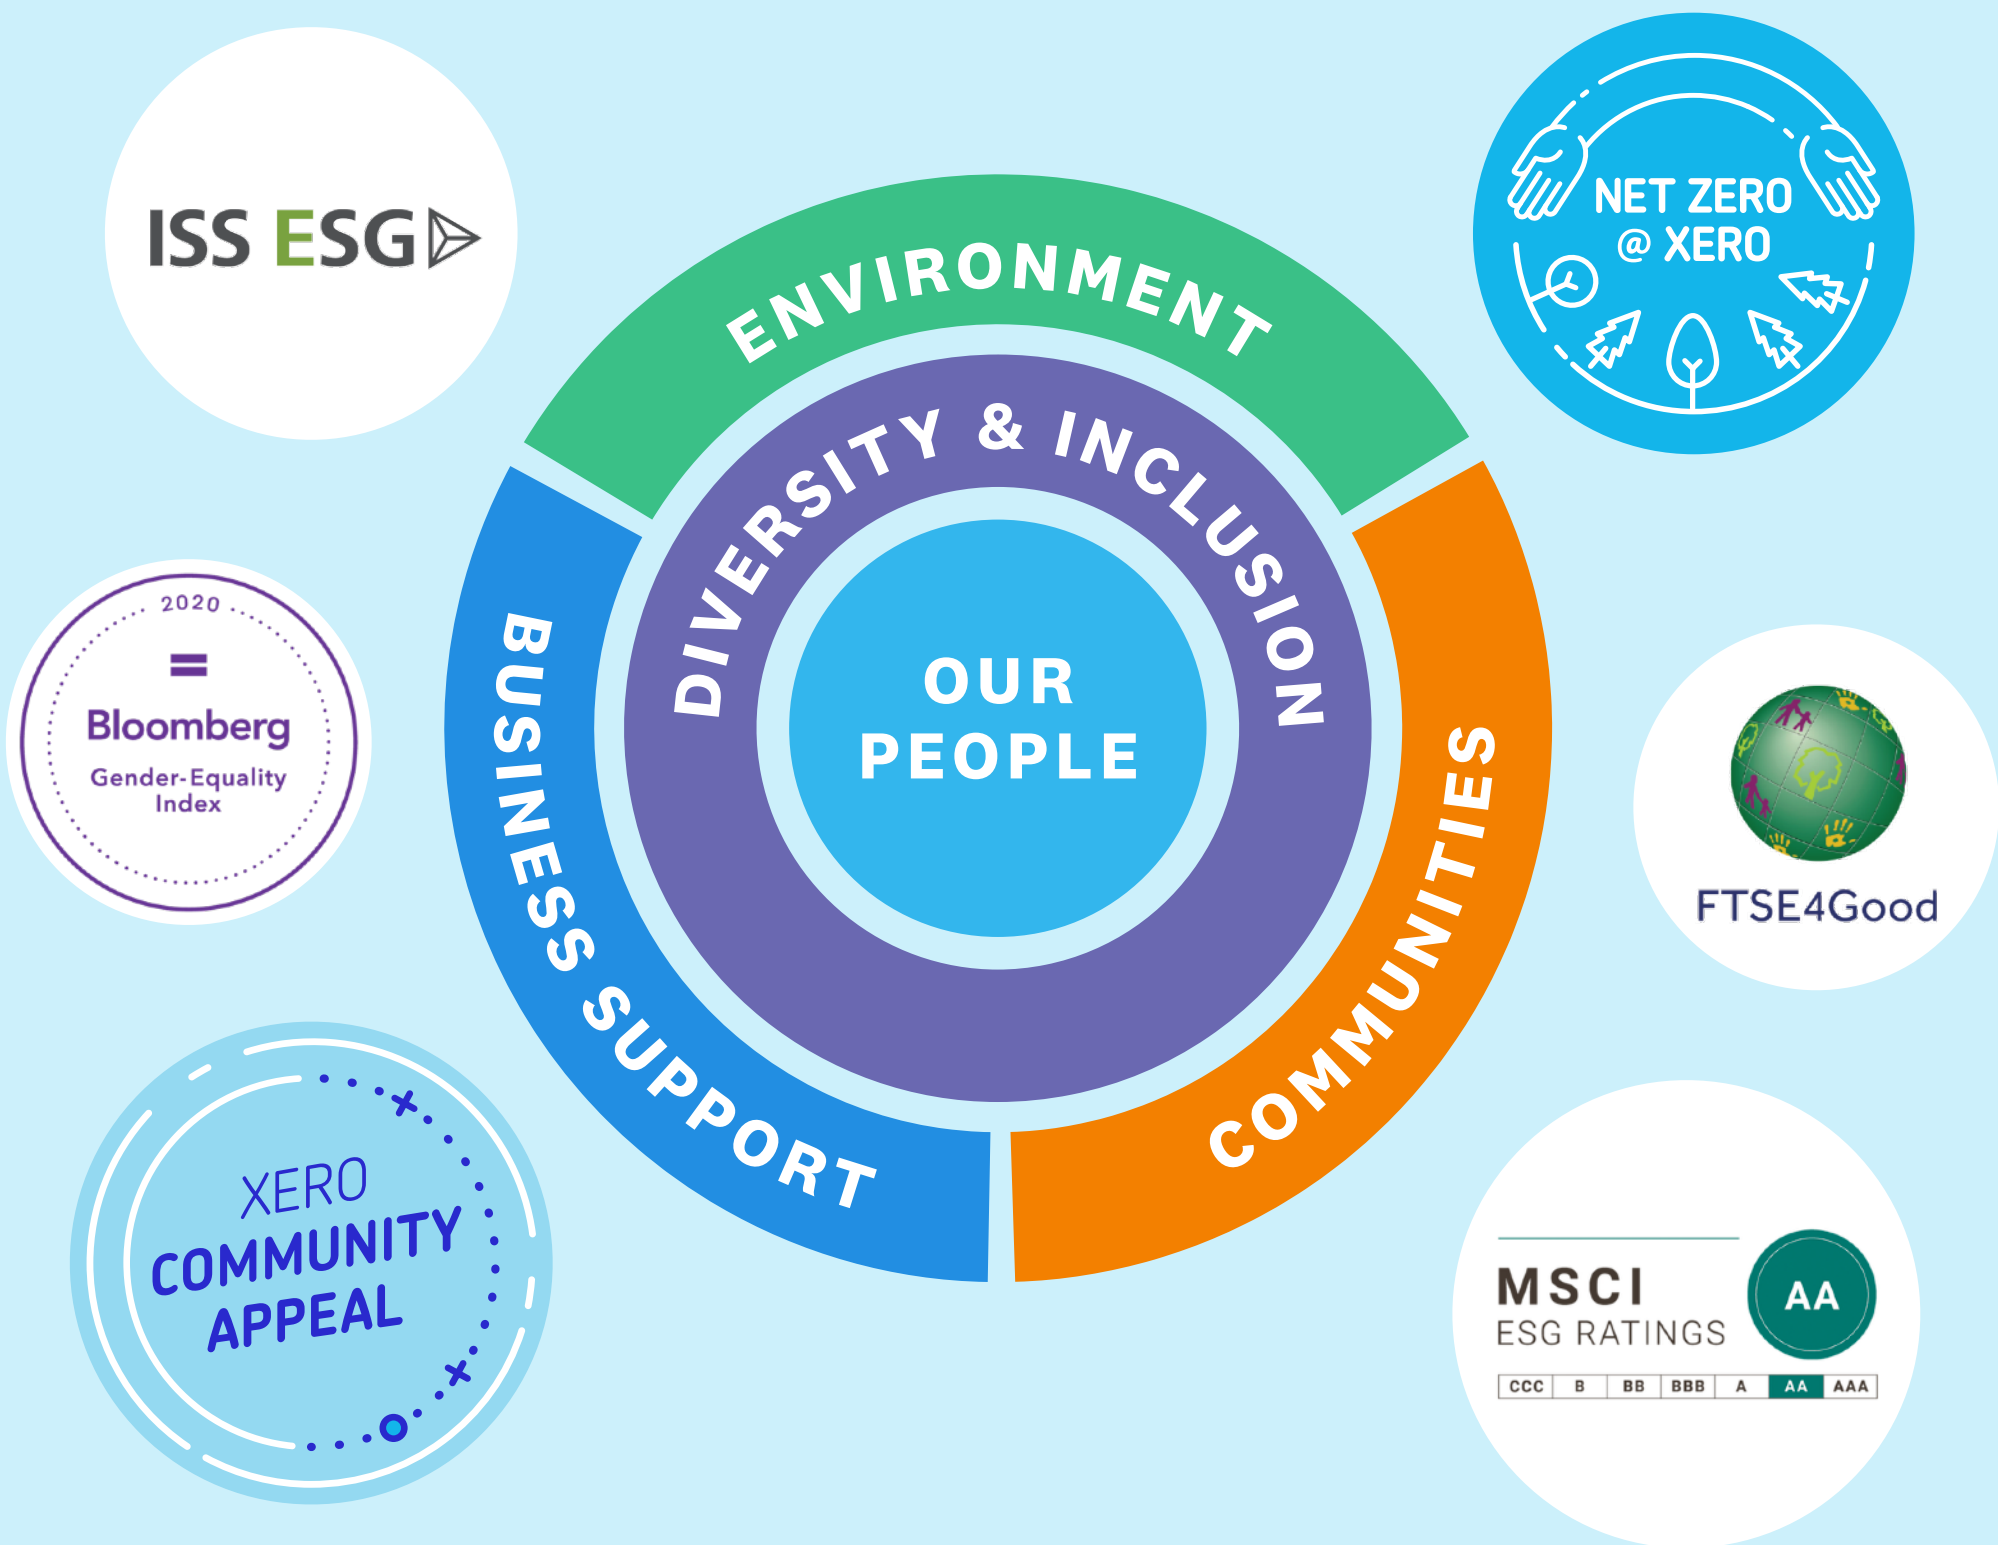 ISS ESG
NET ZERO
@ XERO
ENVIRONMENT
DIVERSITY & INCLUSION
OUR
PEOPLE
BUSINESS SUPPORT
COMMUNITIES
2020
=
Bloomberg
Gender-Equality
Index
FTSE4Good
XERO
COMMUNITY
APPEAL
MSCI
ESG RATINGS
AA
CCC B BB BBB A AA AAA